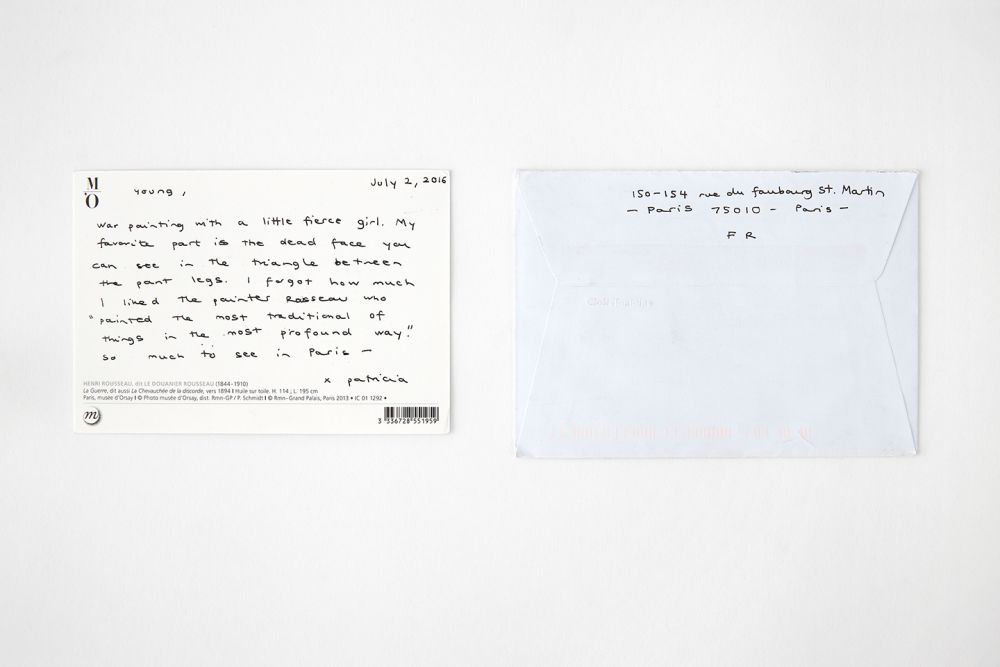 M
'O
young,
July 2, 2016
war painting with a little fierce girl. My
favorite part is the dead face you
can see in the triangle between
the pant legs. I forgot how much
I liked the painter Rosseau who
"painted the most traditional of
things in the most profound way."
so much to see in Paris —
x patricia
HENRI ROUSSEAU, dit LE DOUANIER ROUSSEAU (1844-1910)
La Guerre, dit aussi La Chevauchée de la discorde, vers 1894 I Huile sur toile. H. 114 ; L. 195 cm
Paris, musée d'Orsay I © Photo musée d'Orsay, dist. Rmn-GP / P. Schmidt I © Rmn–Grand Palais, Paris 2013 • IC 01 1292 •
m
3 336728 551959
150-154 rue du faubourg St. Martin
— Paris 75010 - Paris —
F R